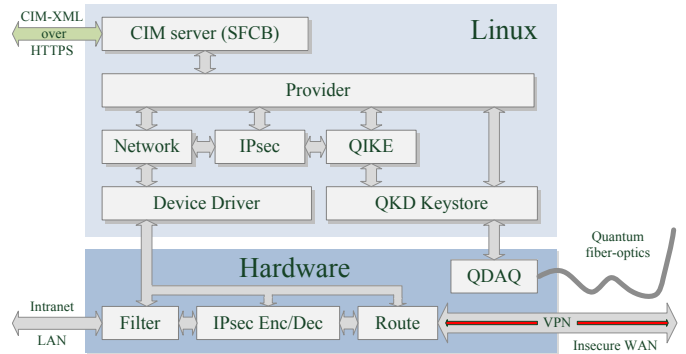 CIM-XML
over
HTTPS
CIM server (SFCB)
Linux
Provider
Network
IPsec
QIKE
Device Driver
QKD Keystore
Quantum
fiber-optics
Hardware
QDAQ
Intranet
LAN
Filter
IPsec Enc/Dec
Route
VPN
Insecure WAN